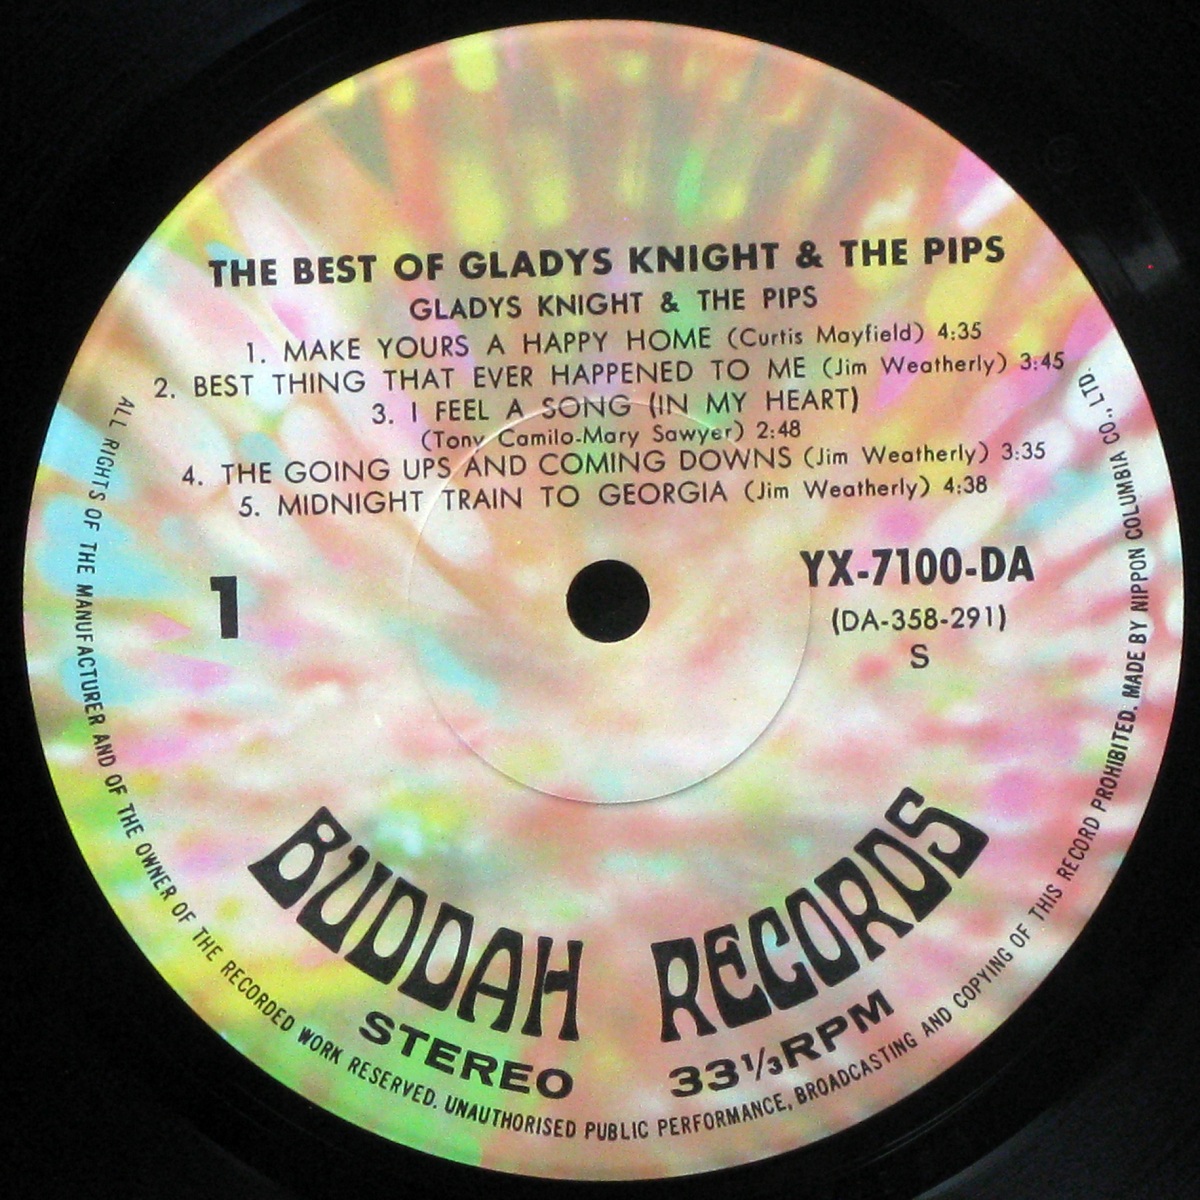 THE BEST OF GLADYS KNIGHT & THE PIPS
GLADYS KNIGHT & THE PIPS
1. MAKE YOURS A HAPPY HOME (Curtis Mayfield) 4:35
2. BEST THING THAT EVER HAPPENED TO ME (Jim Weatherly) 3:45
3. I FEEL A SONG (IN MY HEART)
(Tony Camilo-Mary Sawyer) 2:48
4. THE GOING UPS AND COMING DOWNS (Jim Weatherly) 3:35
5. MIDNIGHT TRAIN TO GEORGIA (Jim Weatherly) 4:38
1
YX-7100-DA
(DA-358-291)
S
BUDDAH RECORDS
STEREO 33⅓RPM
ALL RIGHTS OF THE MANUFACTURER AND OF THE OWNER OF THE RECORDED WORK RESERVED. UNAUTHORISED PUBLIC PERFORMANCE, BROADCASTING AND COPYING OF THIS RECORD PROHIBITED. MADE BY NIPPON COLUMBIA CO., LTD.